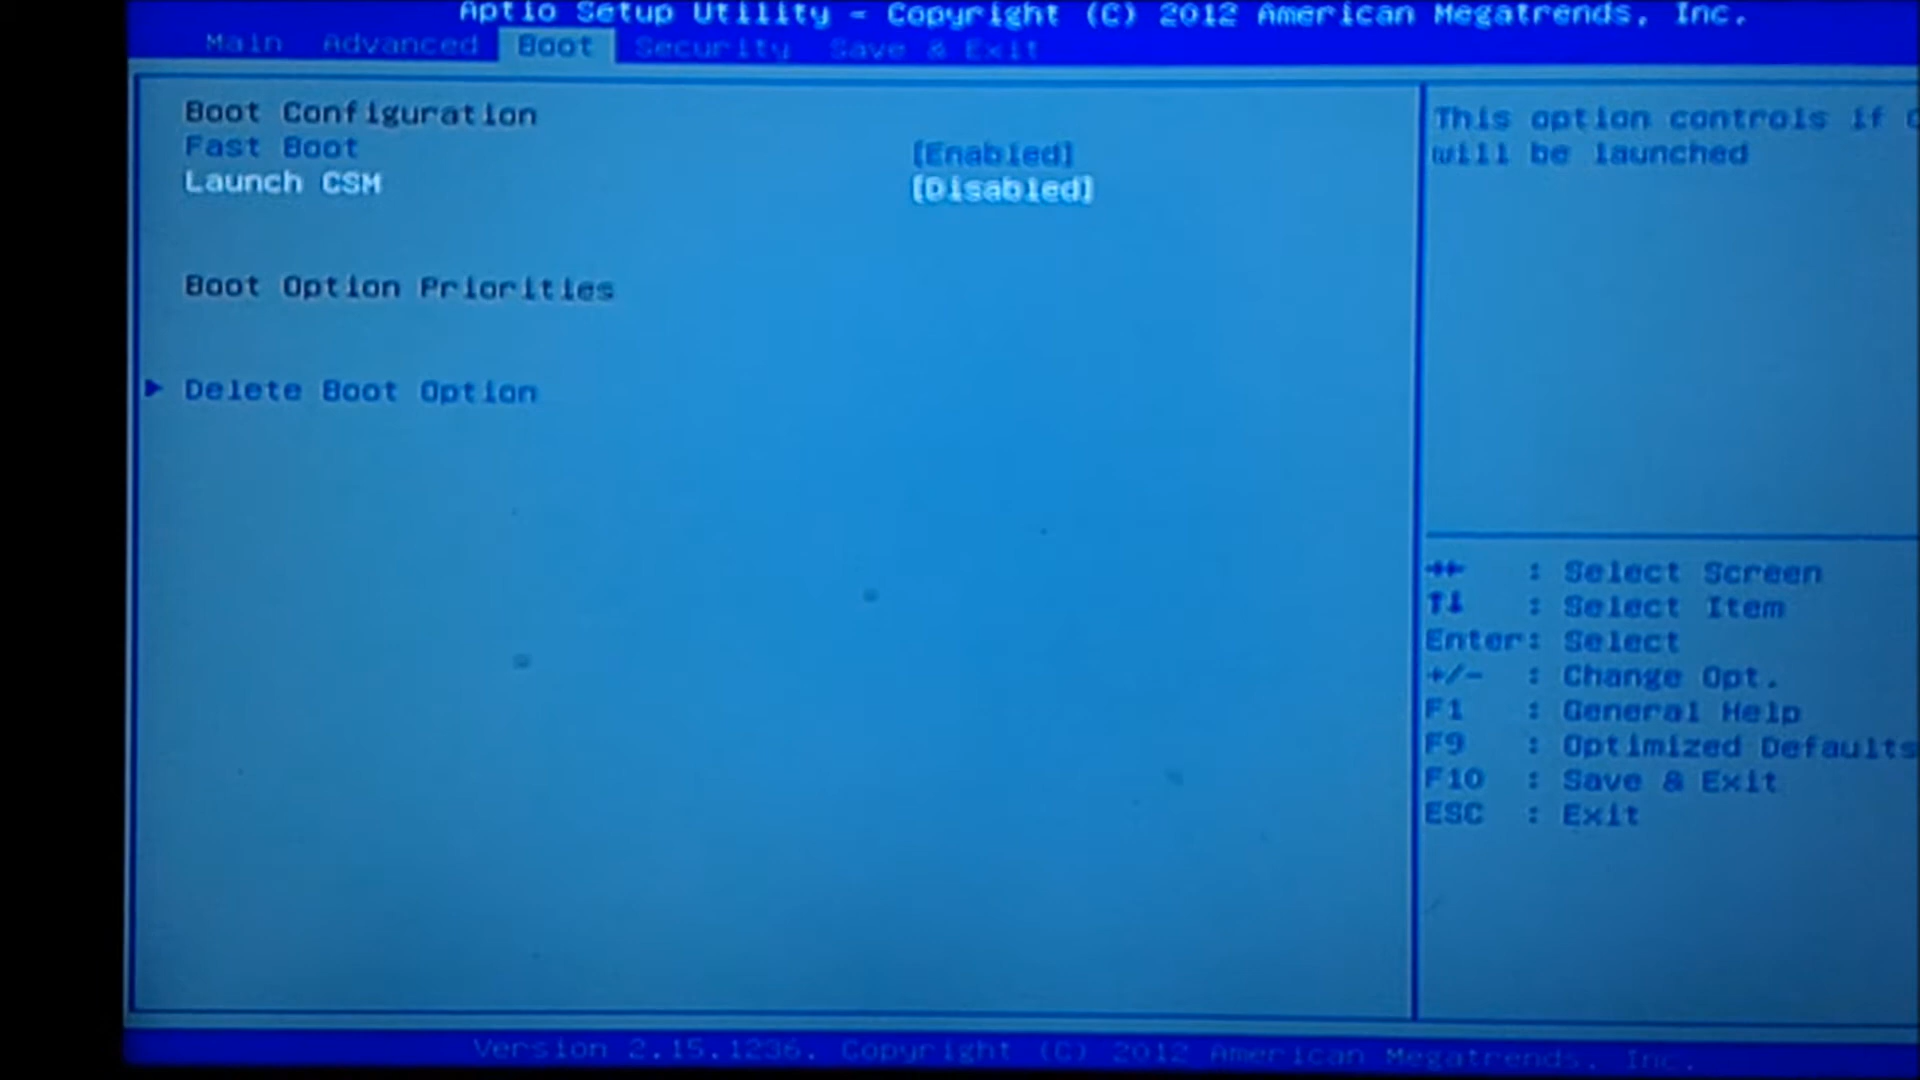 Aptio Setup Utility - Copyright (C) 2012 American Megatrends, Inc.
Main Advanced Boot Security Save & Exit
Boot Configuration
Fast Boot [Enabled]
Launch CSM [Disabled]
Boot Option Priorities
Delete Boot Option
This option controls if
will be launched
: Select Screen
: Select Item
Enter: Select
+/- : Change Opt.
F1 : General Help
F9 : Optimized Defaults
F10 : Save & Exit
ESC : Exit
Version 2.15.1236. Copyright (C) 2012 American Megatrends, Inc.